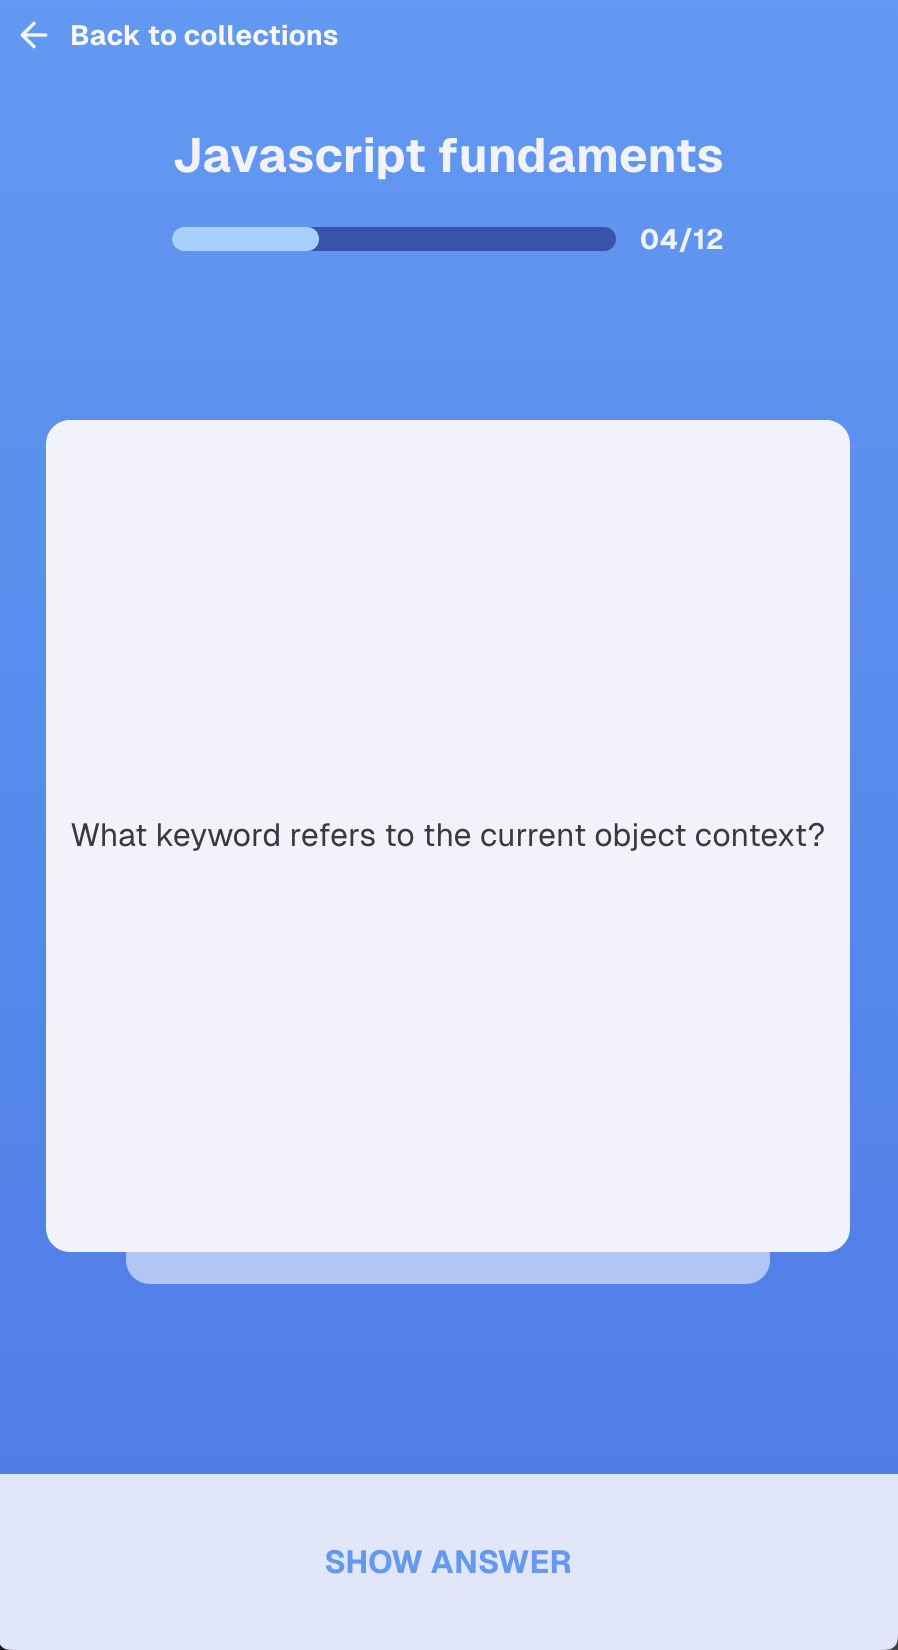 Back to collections
Javascript fundaments
04/12
What keyword refers to the current object context?
SHOW ANSWER